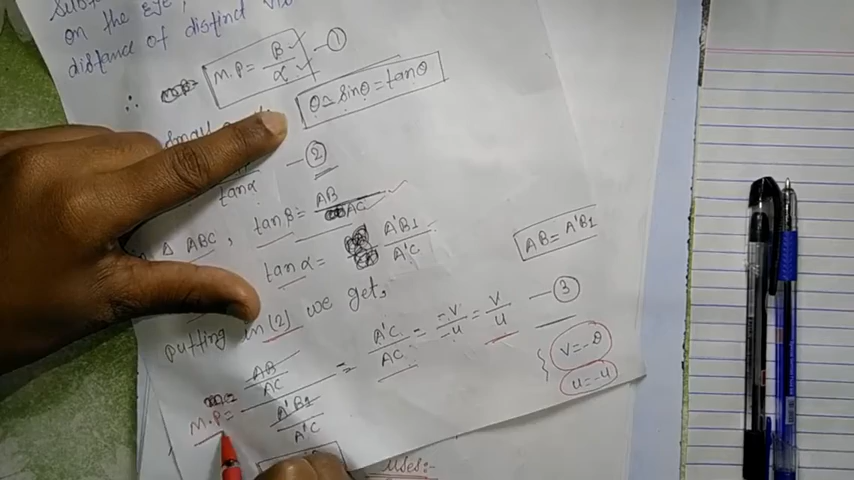 on the Eye,
distance of distinct
∴ M.P = B/α —①
θ ≃ sinθ = tanθ
—②
tanα
Δ ABC, tanB = AB/AC
tanα = A'B1/A'C
AB = A'B1
putting in (2) we get,
M.P = (AB/AC)/(A'B1/A'C) = A'C/AC = -V/-u = V/u —③
u = -u
Uses:-